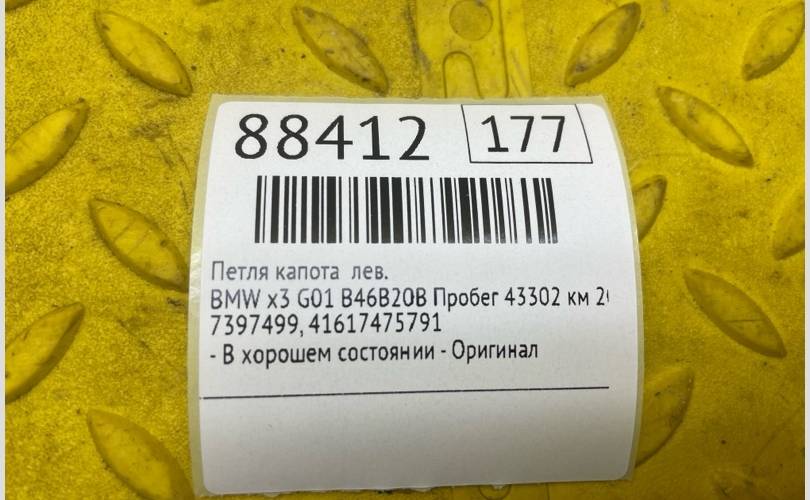 88412 177
Петля капота лев.
BMW x3 G01 B46B20B Пробег 43302 км
7397499, 41617475791
- В хорошем состоянии - Оригинал